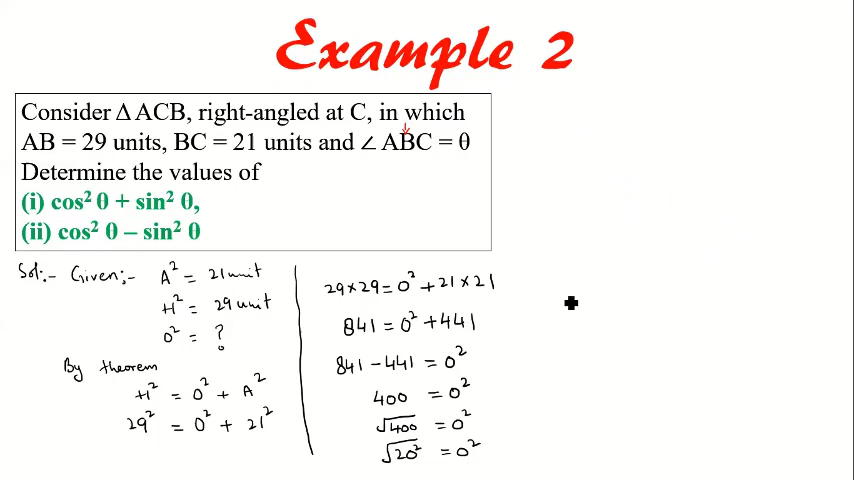 Example 2
Consider Δ ACB, right-angled at C, in which
AB = 29 units, BC = 21 units and ∠ ABC = θ
Determine the values of
(i) cos² θ + sin² θ,
(ii) cos² θ – sin² θ
Sol:- Given:- A² = 21 unit
H² = 29 unit
O² = ?
By theorem
H² = O² + A²
29² = O² + 21²
29×29 = O² + 21×21
841 = O² + 441
841 – 441 = O²
400 = O²
√400 = O²
√20² = O²